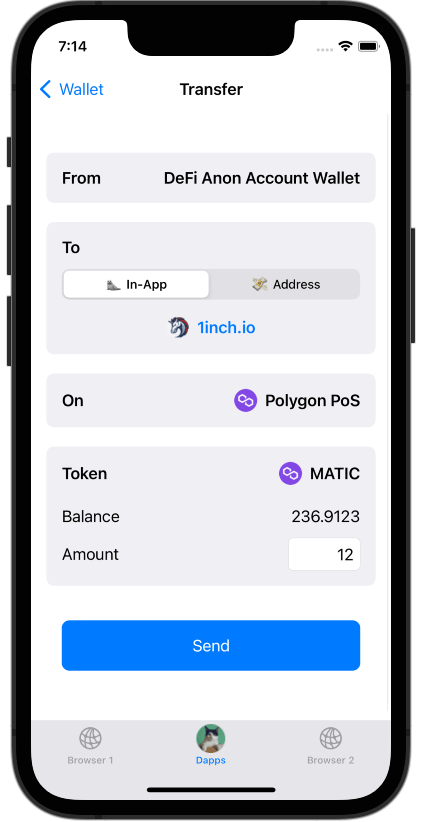 7:14
Wallet
Transfer
From DeFi Anon Account Wallet
To
In-App Address
1inch.io
On Polygon PoS
Token MATIC
Balance 236.9123
Amount 12
Send
Browser 1 Dapps Browser 2